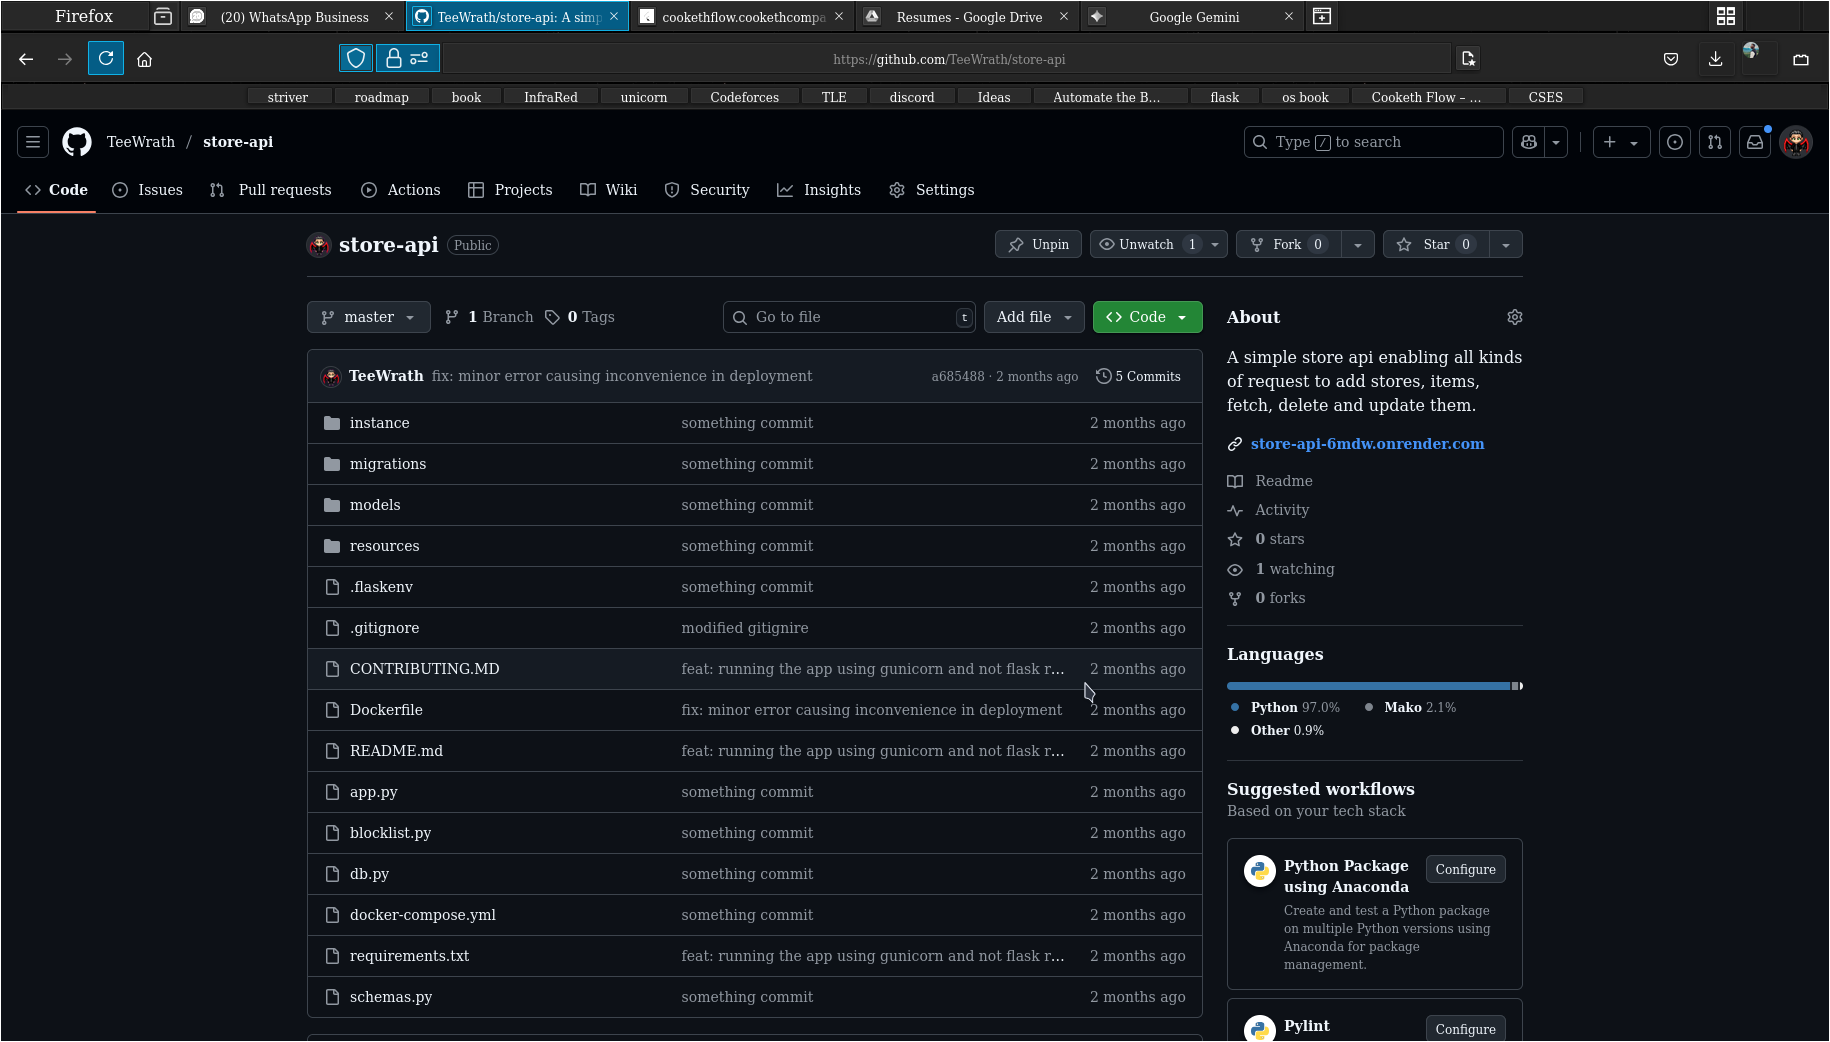 Firefox
(20) WhatsApp Business
TeeWrath/store-api: A simp
cookethflow.cookethcompa
Resumes - Google Drive
Google Gemini
https://github.com/TeeWrath/store-api
striver roadmap book InfraRed unicorn Codeforces TLE discord Ideas Automate the B... flask os book Cooketh Flow – ... CSES
TeeWrath / store-api
Type / to search
Code Issues Pull requests Actions Projects Wiki Security Insights Settings
store-api Public
Unpin Unwatch 1 Fork 0 Star 0
master 1 Branch 0 Tags
Go to file t Add file Code
TeeWrath fix: minor error causing inconvenience in deployment a685488 · 2 months ago 5 Commits
instance something commit 2 months ago
migrations something commit 2 months ago
models something commit 2 months ago
resources something commit 2 months ago
.flaskenv something commit 2 months ago
.gitignore modified gitignire 2 months ago
CONTRIBUTING.MD feat: running the app using gunicorn and not flask r... 2 months ago
Dockerfile fix: minor error causing inconvenience in deployment 2 months ago
README.md feat: running the app using gunicorn and not flask r... 2 months ago
app.py something commit 2 months ago
blocklist.py something commit 2 months ago
db.py something commit 2 months ago
docker-compose.yml something commit 2 months ago
requirements.txt feat: running the app using gunicorn and not flask r... 2 months ago
schemas.py something commit 2 months ago
About
A simple store api enabling all kinds
of request to add stores, items,
fetch, delete and update them.
store-api-6mdw.onrender.com
Readme
Activity
0 stars
1 watching
0 forks
Languages
Python 97.0% Mako 2.1%
Other 0.9%
Suggested workflows
Based on your tech stack
Python Package
using Anaconda
Configure
Create and test a Python package
on multiple Python versions using
Anaconda for package
management.
Pylint
Configure